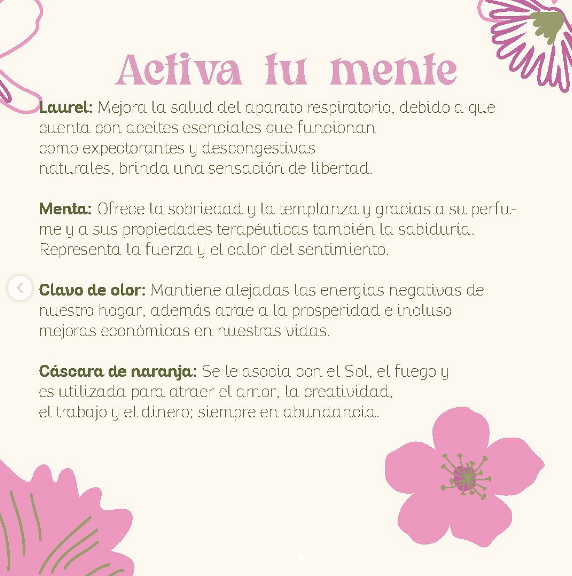 Activa tu mente
Laurel: Mejora la salud del aparato respiratorio, debido a que
cuenta con aceites esenciales que funcionan
como expectorantes y descongestivas
naturales, brinda una sensación de libertad.
Menta: Ofrece la sobriedad y la templanza y gracias a su perfu-
me y a sus propiedades terapéuticas también la sabiduria.
Representa la fuerza y el calor del sentimiento.
Clavo de olor: Mantiene alejadas las energías negativas de
nuestro hogar, además atrae a la prosperidad e incluso
mejoras económicas en nuestras vidas.
Cáscara de naranja: Se le asocia con el Sol, el fuego y
es utilizada para atraer el amor, la creatividad,
el trabajo y el dinero; siempre en abundancia.